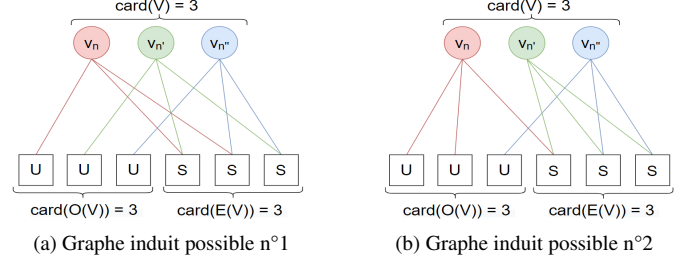 card(V) = 3
card(V) = 3
vn vn' vn"
vn vn' vn"
U U U S S S
U U U S S S
card(O(V)) = 3 card(E(V)) = 3
card(O(V)) = 3 card(E(V)) = 3
(a) Graphe induit possible n°1
(b) Graphe induit possible n°2